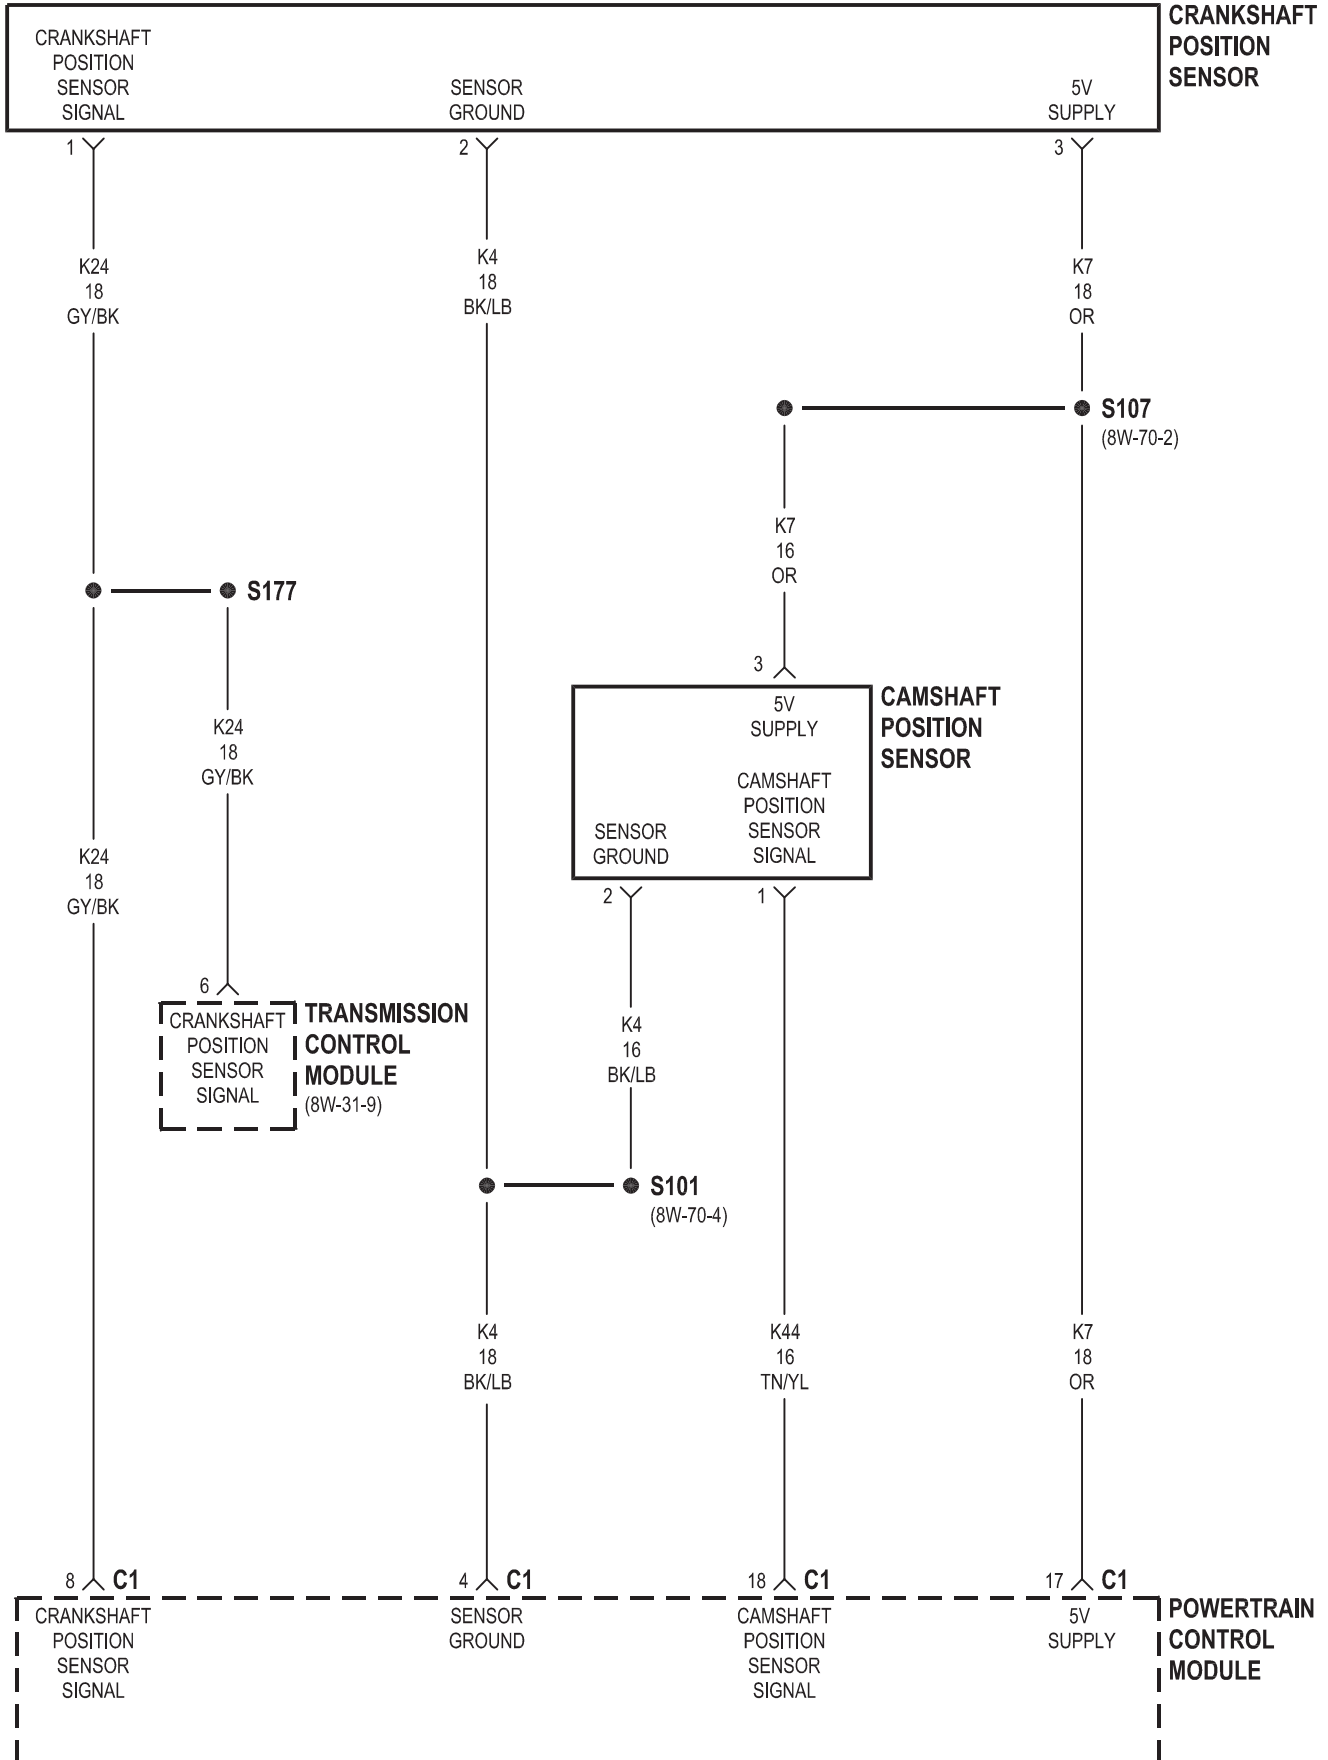 CRANKSHAFT
POSITION
SENSOR
CRANKSHAFT
POSITION
SENSOR
SIGNAL
SENSOR
GROUND
5V
SUPPLY
1
2
3
K24
18
GY/BK
K4
18
BK/LB
K7
18
OR
S107
(8W-70-2)
K7
16
OR
S177
K24
18
GY/BK
3
5V
SUPPLY
CAMSHAFT
POSITION
SENSOR
SIGNAL
SENSOR
GROUND
CAMSHAFT
POSITION
SENSOR
K24
18
GY/BK
2
1
6
CRANKSHAFT
POSITION
SENSOR
SIGNAL
TRANSMISSION
CONTROL
MODULE
(8W-31-9)
K4
16
BK/LB
S101
(8W-70-4)
K4
18
BK/LB
K44
16
TN/YL
K7
18
OR
8 C1
4 C1
18 C1
17 C1
CRANKSHAFT
POSITION
SENSOR
SIGNAL
SENSOR
GROUND
CAMSHAFT
POSITION
SENSOR
SIGNAL
5V
SUPPLY
POWERTRAIN
CONTROL
MODULE